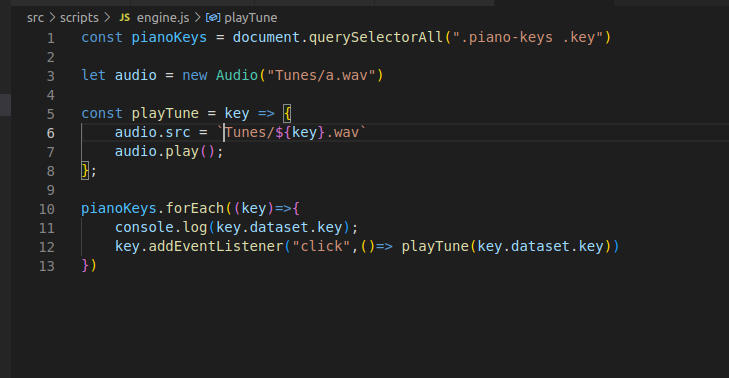 src > scripts > JS engine.js > playTune
1 const pianoKeys = document.querySelectorAll(".piano-keys .key")
2
3 let audio = new Audio("Tunes/a.wav")
4
5 const playTune = key => {
6     audio.src = `Tunes/${key}.wav`
7     audio.play();
8 };
9
10 pianoKeys.forEach((key)=>{
11     console.log(key.dataset.key);
12     key.addEventListener("click",()=> playTune(key.dataset.key))
13 })